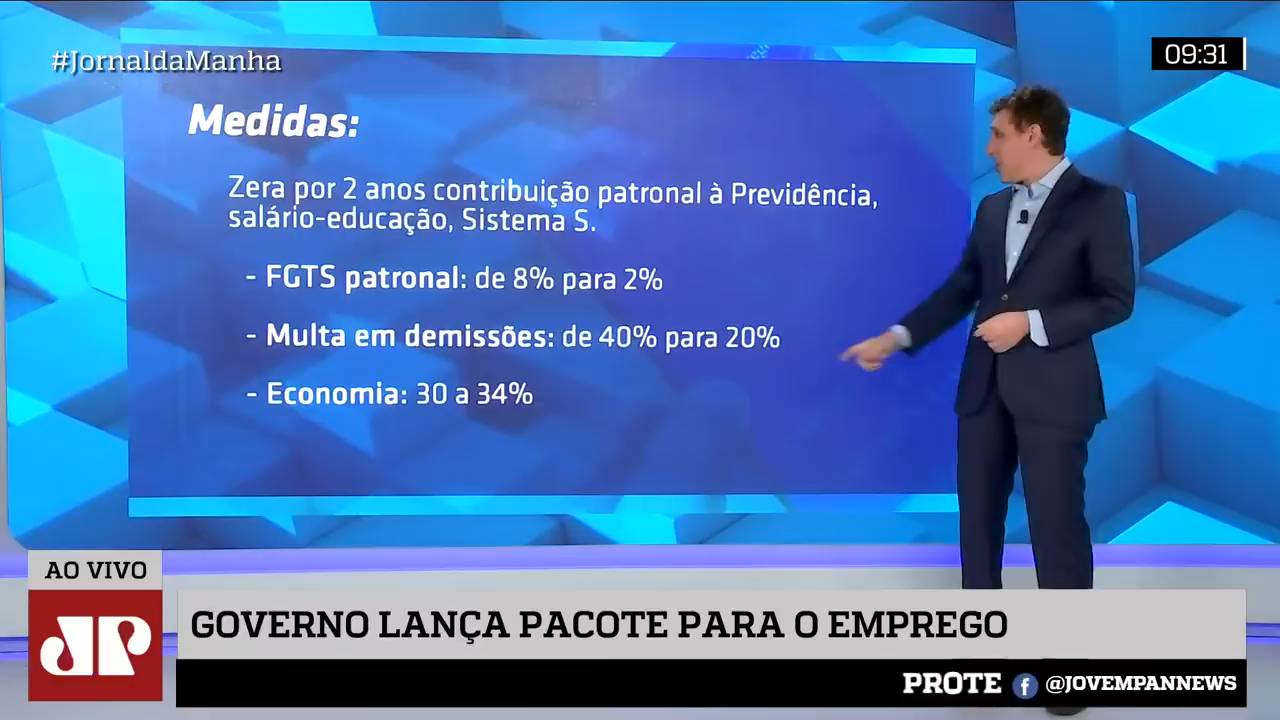 #JornaldaManha
09:31
Medidas:
Zera por 2 anos contribuição patronal à Previdência,
salário-educação, Sistema S.
- FGTS patronal: de 8% para 2%
- Multa em demissões: de 40% para 20%
- Economia: 30 a 34%
AO VIVO
JP
GOVERNO LANÇA PACOTE PARA O EMPREGO
PROTE f @JOVEMPANNEWS